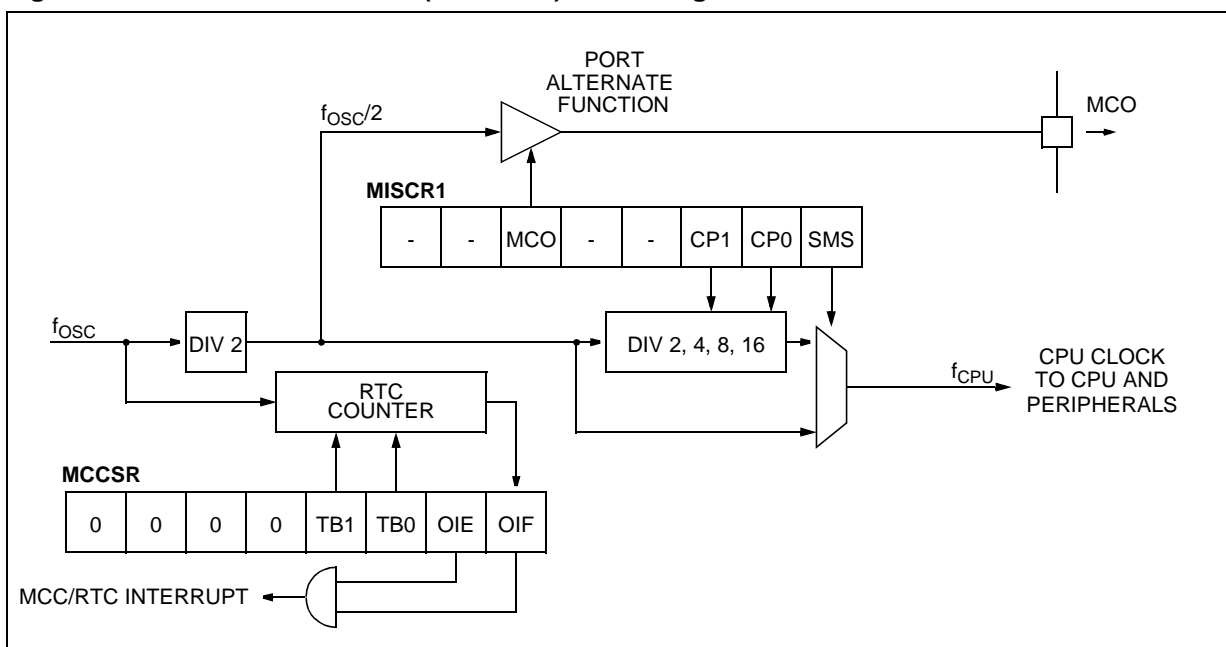 PORT
ALTERNATE
FUNCTION
fOSC/2
MCO
MISCR1
- - MCO - - CP1 CP0 SMS
fOSC
DIV 2
DIV 2, 4, 8, 16
fCPU
CPU CLOCK
TO CPU AND
PERIPHERALS
RTC
COUNTER
MCCSR
0 0 0 0 TB1 TB0 OIE OIF
MCC/RTC INTERRUPT